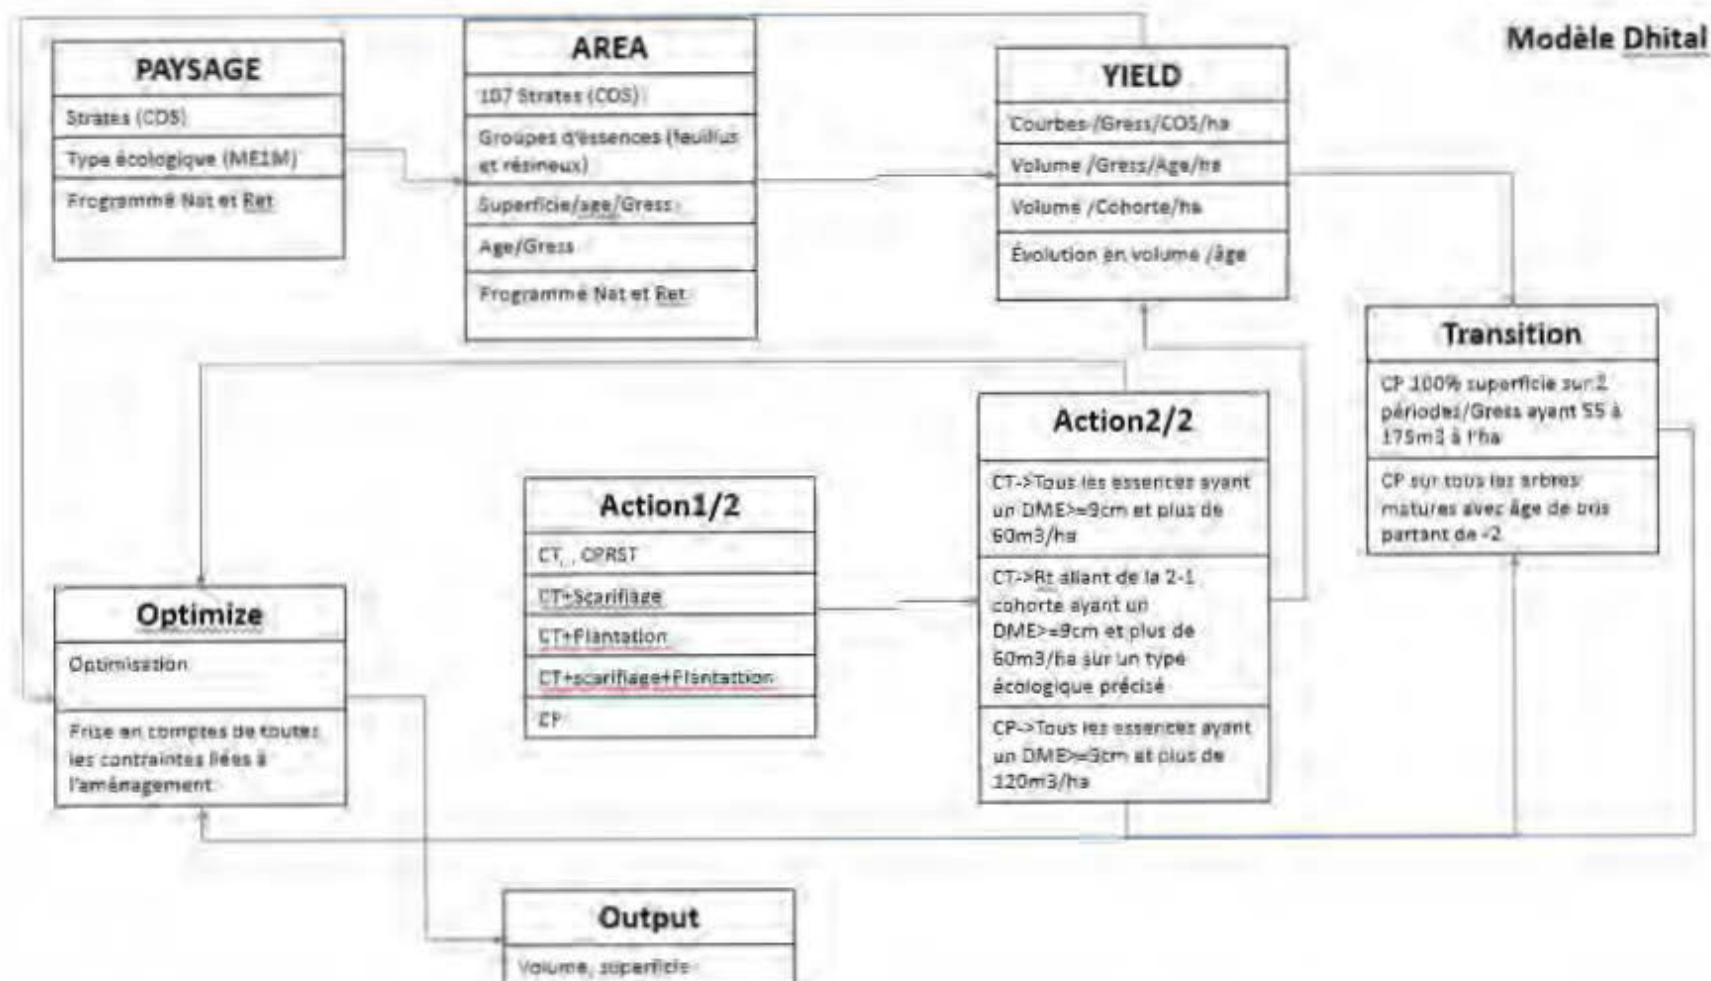 Modèle Dhital
PAYSAGE
Strates (COS)
Type écologique (ME1M)
Programmé Nat et Ret
AREA
107 Strates (COS)
Groupes d'essences (feuillus
et résineux)
Superficie/age/Gress
Age/Gress
Programmé Nat et Ret
YIELD
Courbes /Gress/COS/ha
Volume /Gress/Age/ha
Volume /Cohorte/ha
Évolution en volume /âge
Transition
CP 100% superficie sur 2
périodes/Gress ayant 55 à
175m3 à l'ha
CP sur tous les arbres
matures avec âge de bris
partant de -2
Action1/2
CT, , CPRST
CT+Scarifiage
CT+Plantation
CT+scarifiage+Plantattion
CP
Action2/2
CT->Tous les essences ayant
un DME>=9cm et plus de
60m3/ha
CT->Rt allant de la 2-1
cohorte ayant un
DME>=9cm et plus de
60m3/ha sur un type
écologique précisé
CP->Tous les essences ayant
un DME>=9cm et plus de
120m3/ha
Optimize
Optimisation
Prise en comptes de toutes
les contraintes liées à
l'aménagement
Output
Volume, superficie